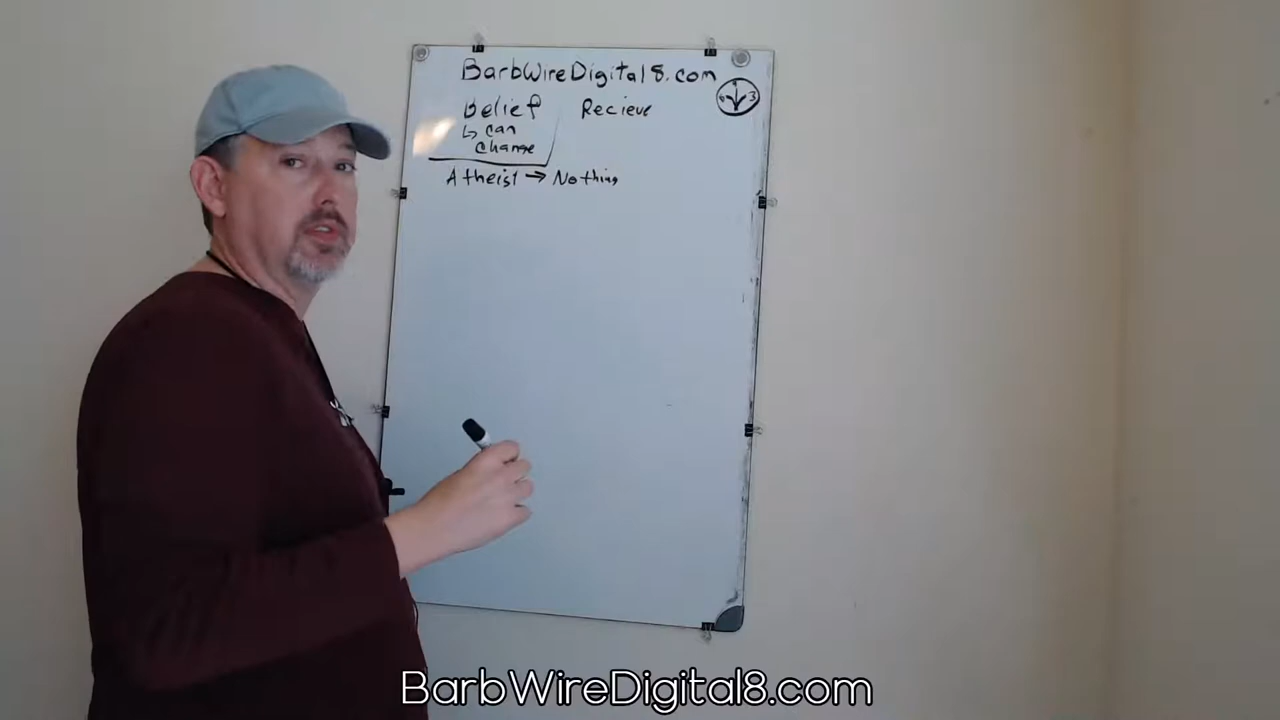 BarbWireDigital8.com
Belief Recieve
↳ can
change
Atheist → Nothing
BarbWireDigital8.com